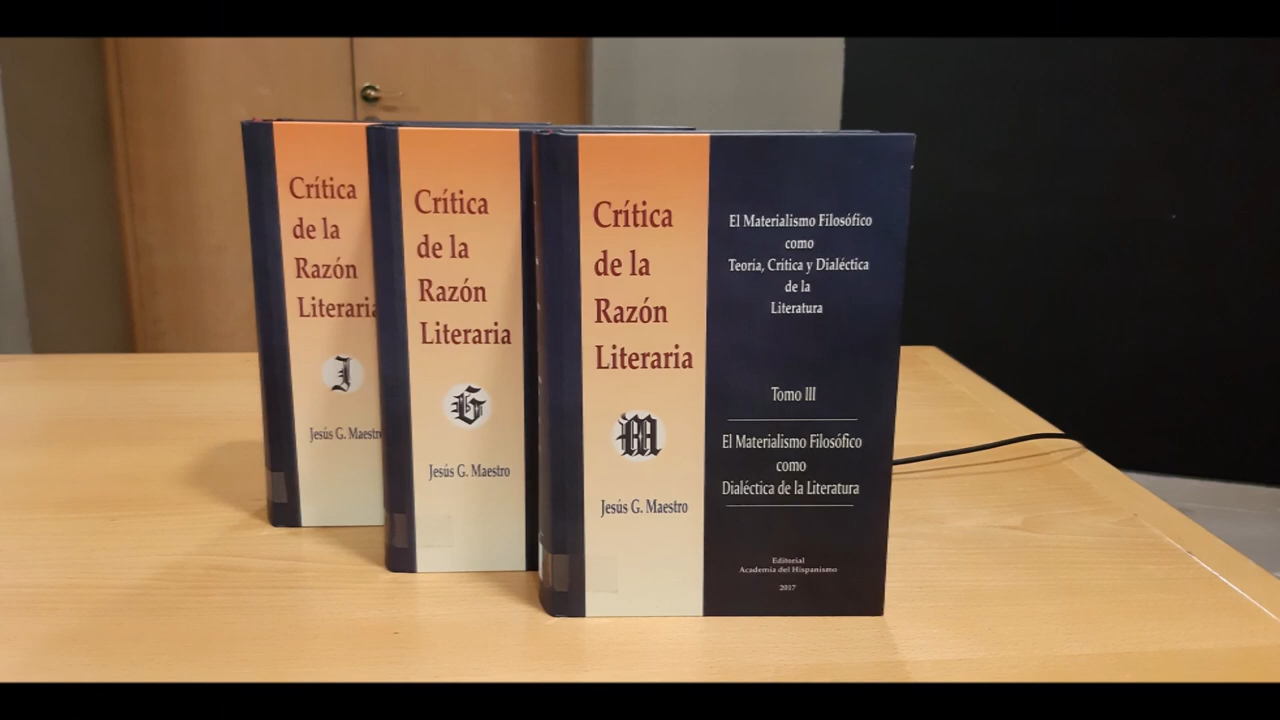 Crítica
de la
Razón
Literaria
J
Jesús G. Maestro
Crítica
de la
Razón
Literaria
G
Jesús G. Maestro
Crítica
de la
Razón
Literaria
M
Jesús G. Maestro
El Materialismo Filosófico
como
Teoría, Crítica y Dialéctica
de la
Literatura
Tomo III
El Materialismo Filosófico
como
Dialéctica de la Literatura
Editorial
Academia del Hispanismo
2017